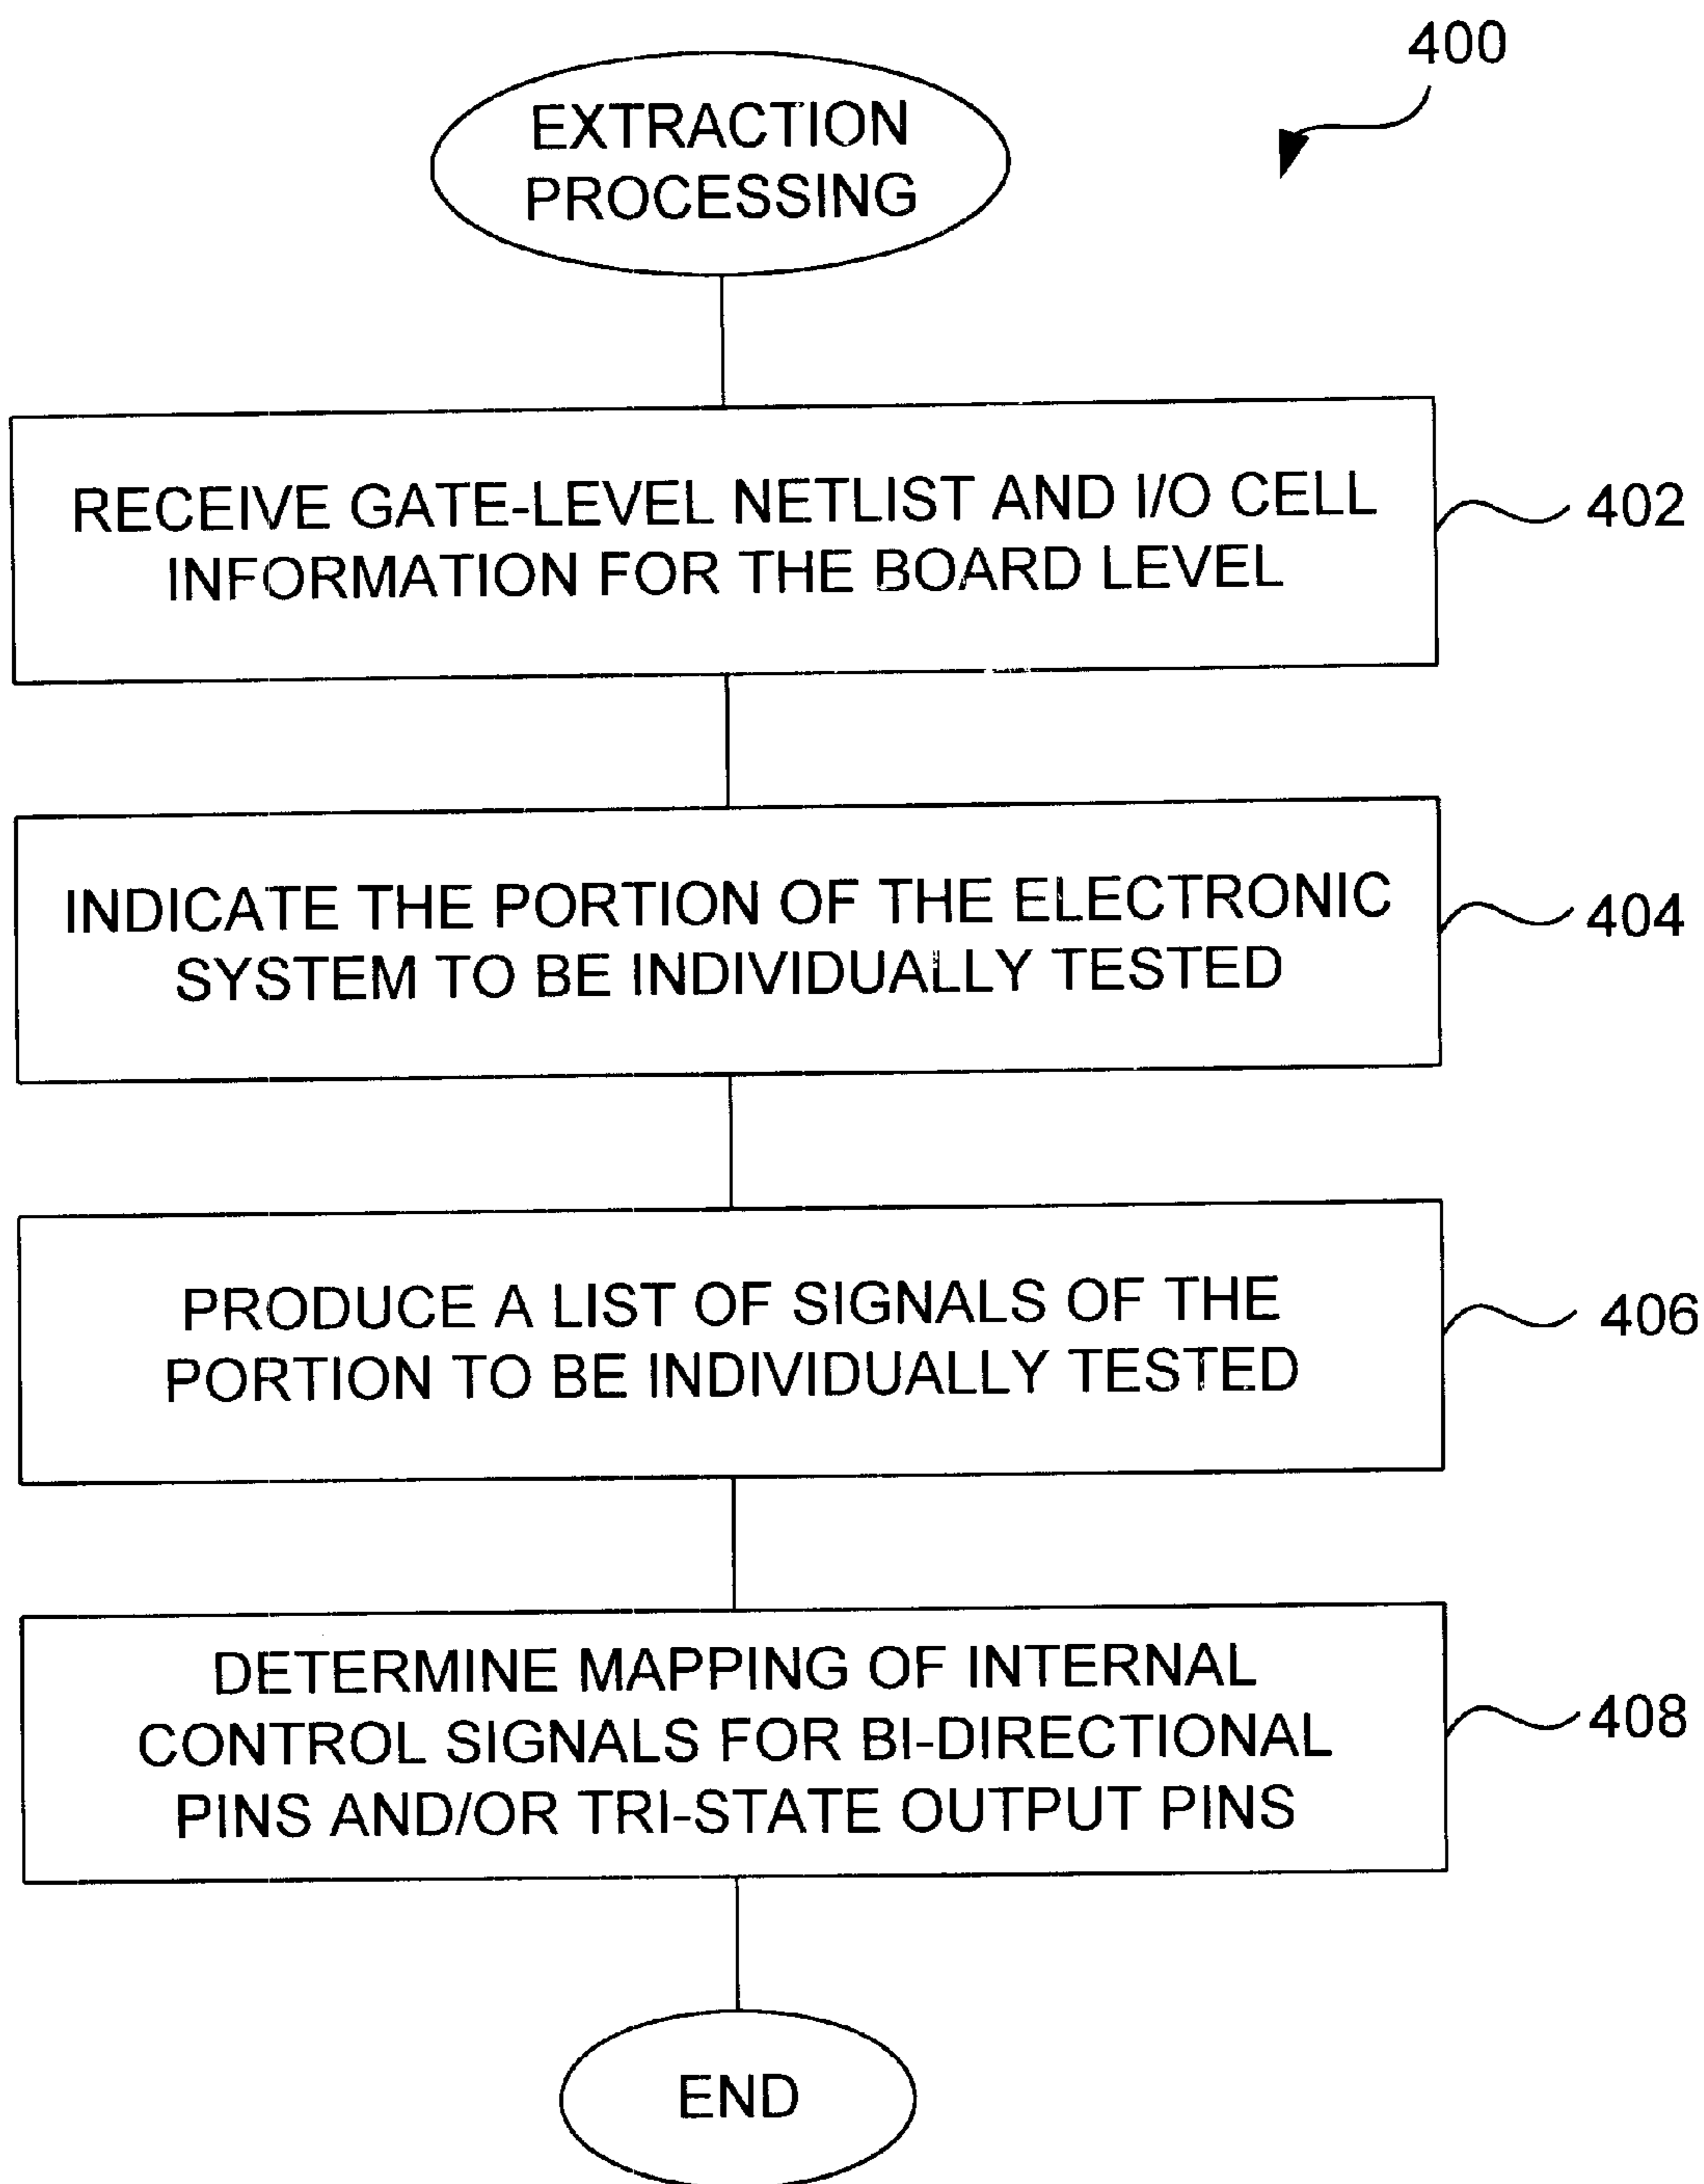 400
EXTRACTION
PROCESSING
RECEIVE GATE-LEVEL NETLIST AND I/O CELL
INFORMATION FOR THE BOARD LEVEL
402
INDICATE THE PORTION OF THE ELECTRONIC
SYSTEM TO BE INDIVIDUALLY TESTED
404
PRODUCE A LIST OF SIGNALS OF THE
PORTION TO BE INDIVIDUALLY TESTED
406
DETERMINE MAPPING OF INTERNAL
CONTROL SIGNALS FOR BI-DIRECTIONAL
PINS AND/OR TRI-STATE OUTPUT PINS
408
END